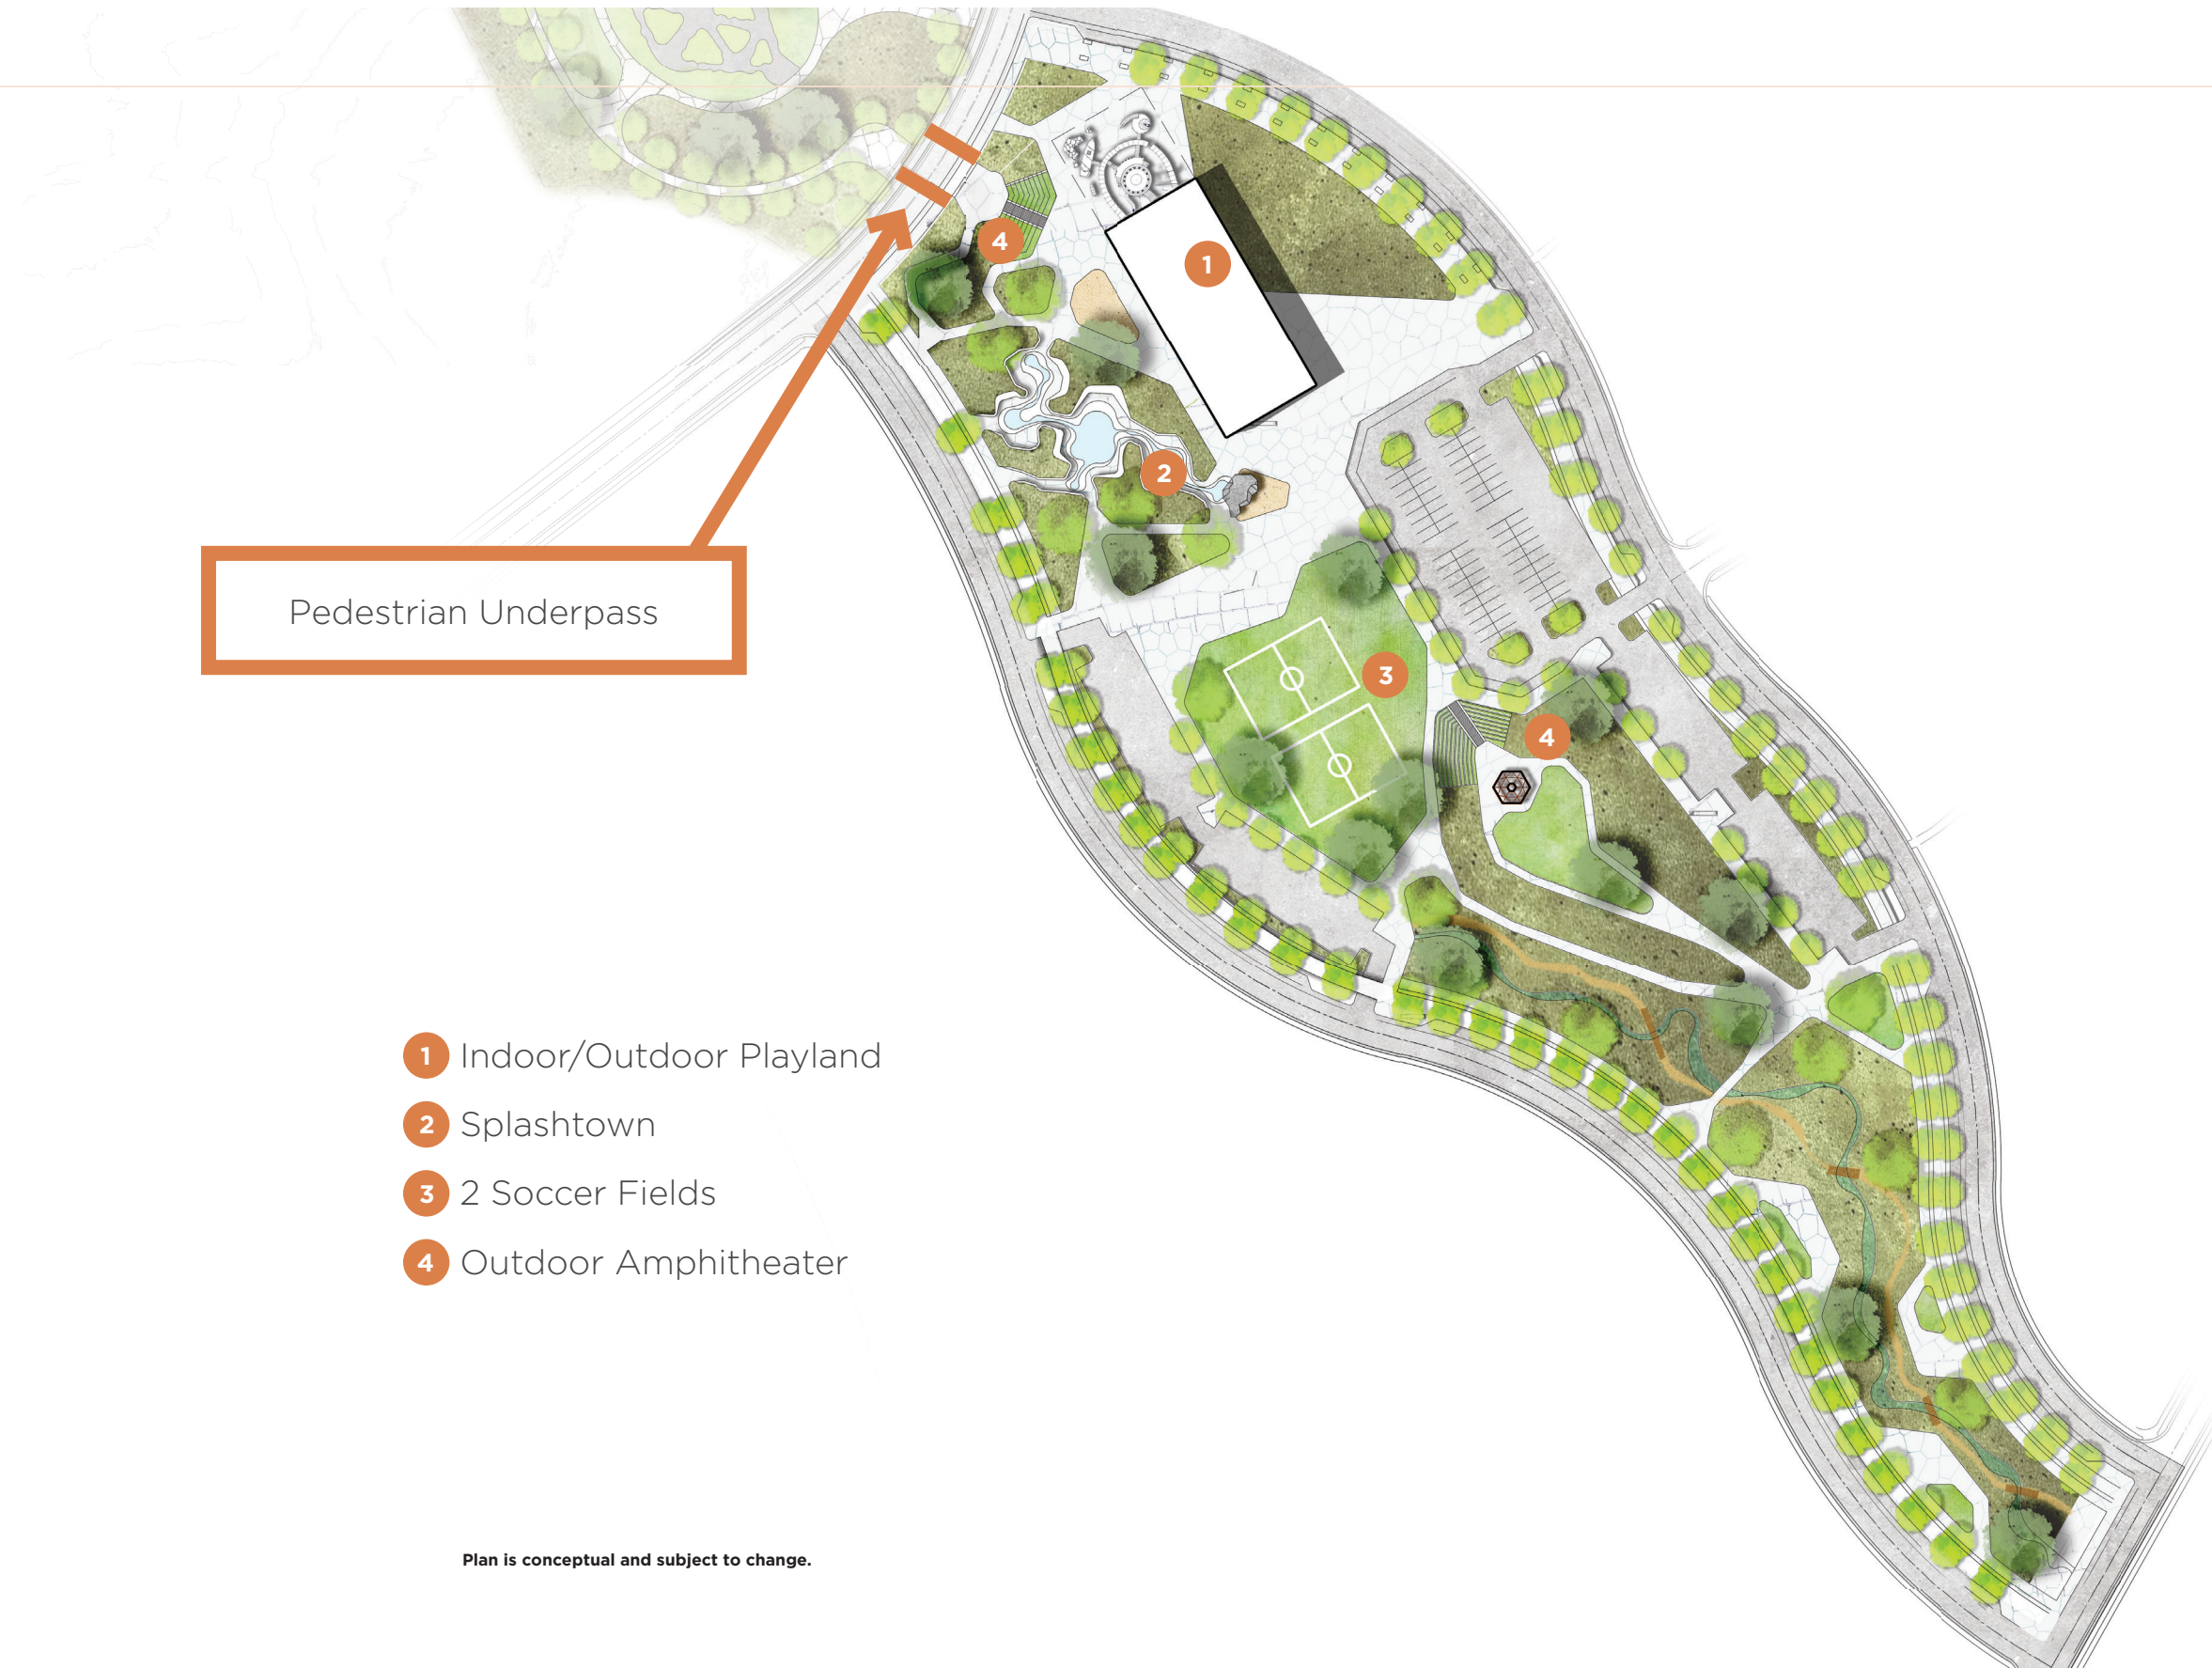 4
1
2
Pedestrian Underpass
3
4
1 Indoor/Outdoor Playland
2 Splashtown
3 2 Soccer Fields
4 Outdoor Amphitheater
Plan is conceptual and subject to change.